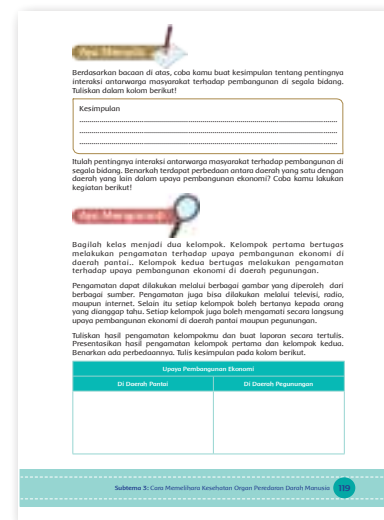 Ayo Menulis
Berdasarkan bacaan di atas, coba kamu buat kesimpulan tentang pentingnya
interaksi antarwarga masyarakat terhadap pembangunan di segala bidang.
Tuliskan dalam kolom berikut!
Kesimpulan
Itulah pentingnya interaksi antarwarga masyarakat terhadap pembangunan di
segala bidang. Benarkah terdapat perbedaan antara daerah yang satu dengan
daerah yang lain dalam upaya pembangunan ekonomi? Coba kamu lakukan
kegiatan berikut!
Ayo Mengamati
Bagilah kelas menjadi dua kelompok. Kelompok pertama bertugas
melakukan pengamatan terhadap upaya pembangunan ekonomi di
daerah pantai.. Kelompok kedua bertugas melakukan pengamatan
terhadap upaya pembangunan ekonomi di daerah pegunungan.
Pengamatan dapat dilakukan melalui berbagai gambar yang diperoleh dari
berbagai sumber. Pengamatan juga bisa dilakukan melalui televisi, radio,
maupun internet. Selain itu setiap kelompok boleh bertanya kepada orang
yang dianggap tahu. Setiap kelompok juga boleh mengamati secara langsung
upaya pembangunan ekonomi di daerah pantai maupun pegunungan.
Tuliskan hasil pengamatan kelompokmu dan buat laporan secara tertulis.
Presentasikan hasil pengamatan kelompok pertama dan kelompok kedua.
Benarkan ada perbedaannya. Tulis kesimpulan pada kolom berikut.
Upaya Pembangunan Ekonomi
Di Daerah Pantai
Di Daerah Pegunungan
Subtema 3: Cara Memelihara Kesehatan Organ Peredaran Darah Manusia
119